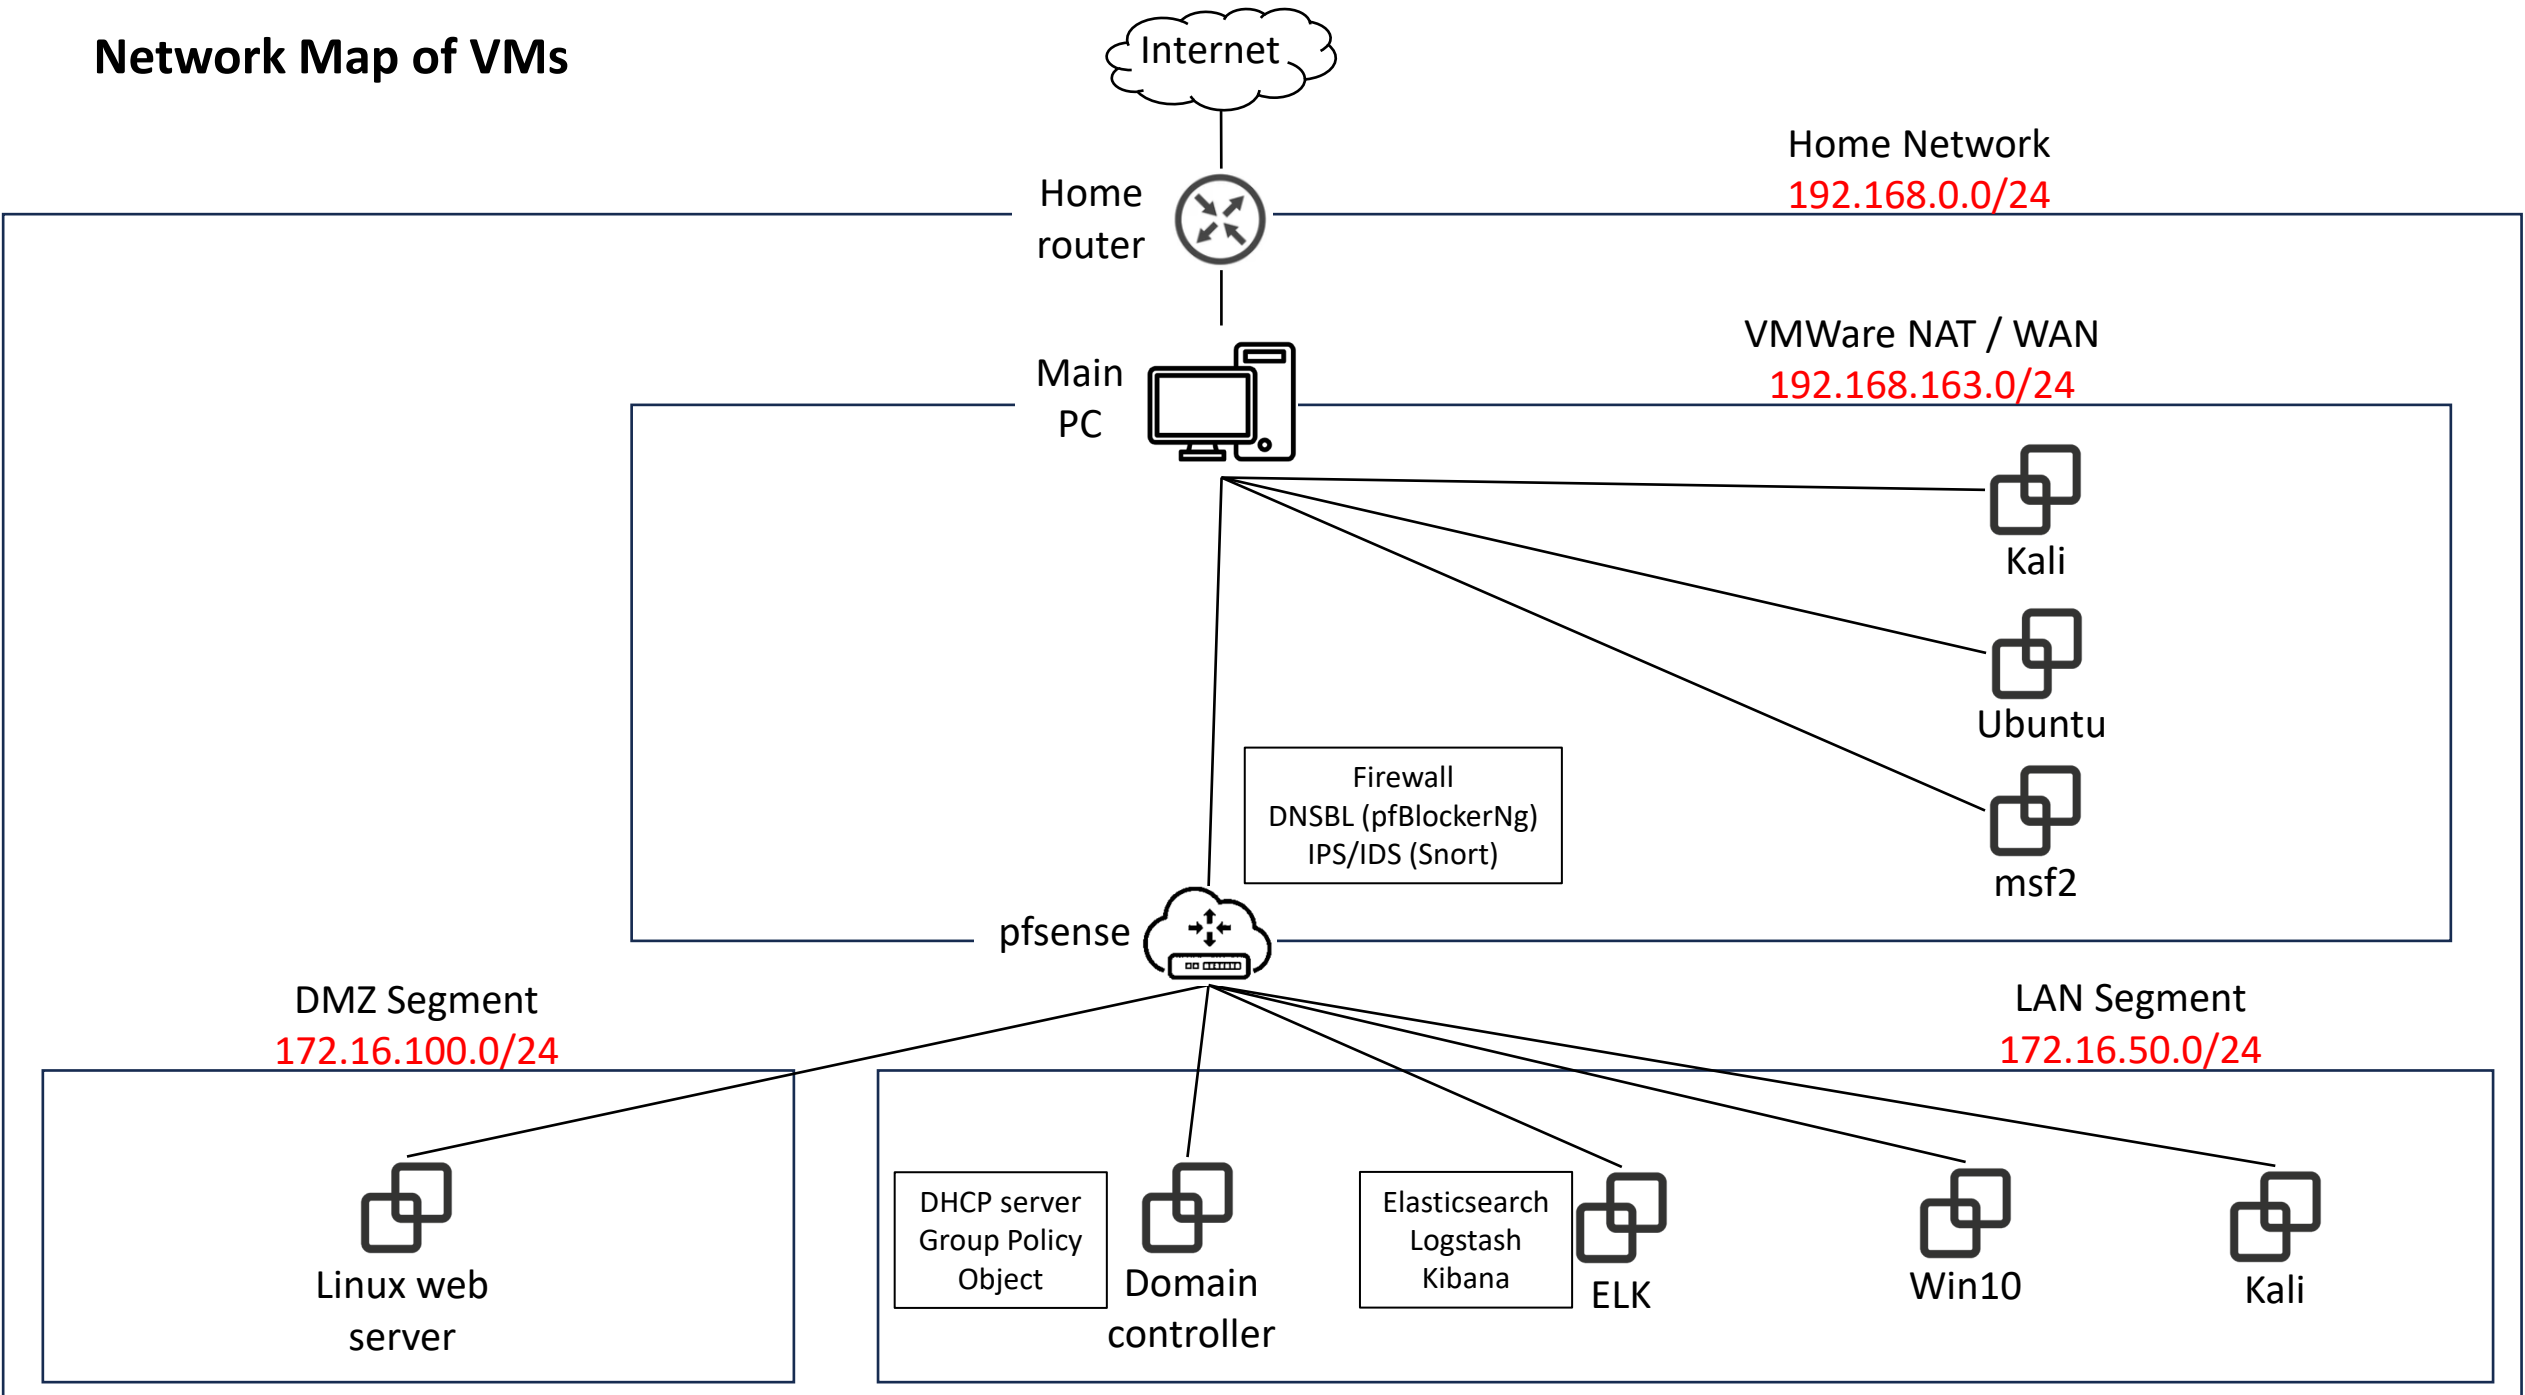 Network Map of VMs
Internet
Home Network
192.168.0.0/24
Home
router
VMWare NAT / WAN
192.168.163.0/24
Main
PC
Kali
Ubuntu
msf2
Firewall
DNSBL (pfBlockerNg)
IPS/IDS (Snort)
pfsense
DMZ Segment
172.16.100.0/24
LAN Segment
172.16.50.0/24
Linux web
server
DHCP server
Group Policy
Object
Domain
controller
Elasticsearch
Logstash
Kibana
ELK
Win10
Kali